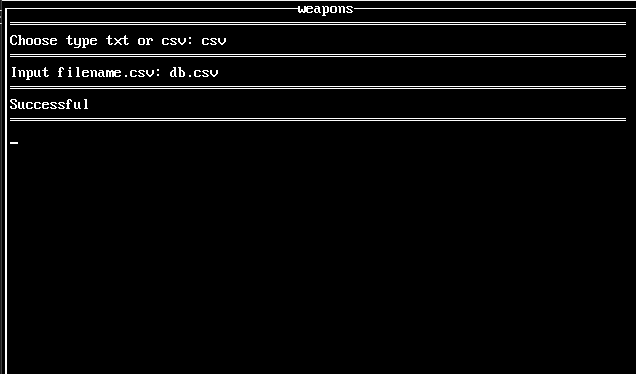 weapons
Choose type txt or csv: csv
Input filename.csv: db.csv
Successful